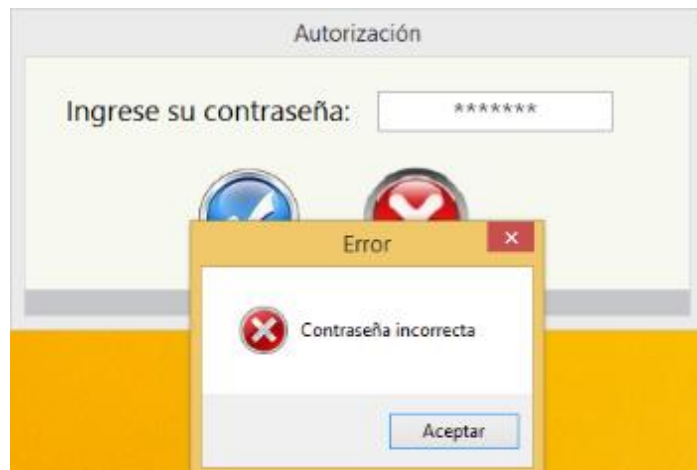 Autorización
Ingrese su contraseña: *******
Error
Contraseña incorrecta
Aceptar